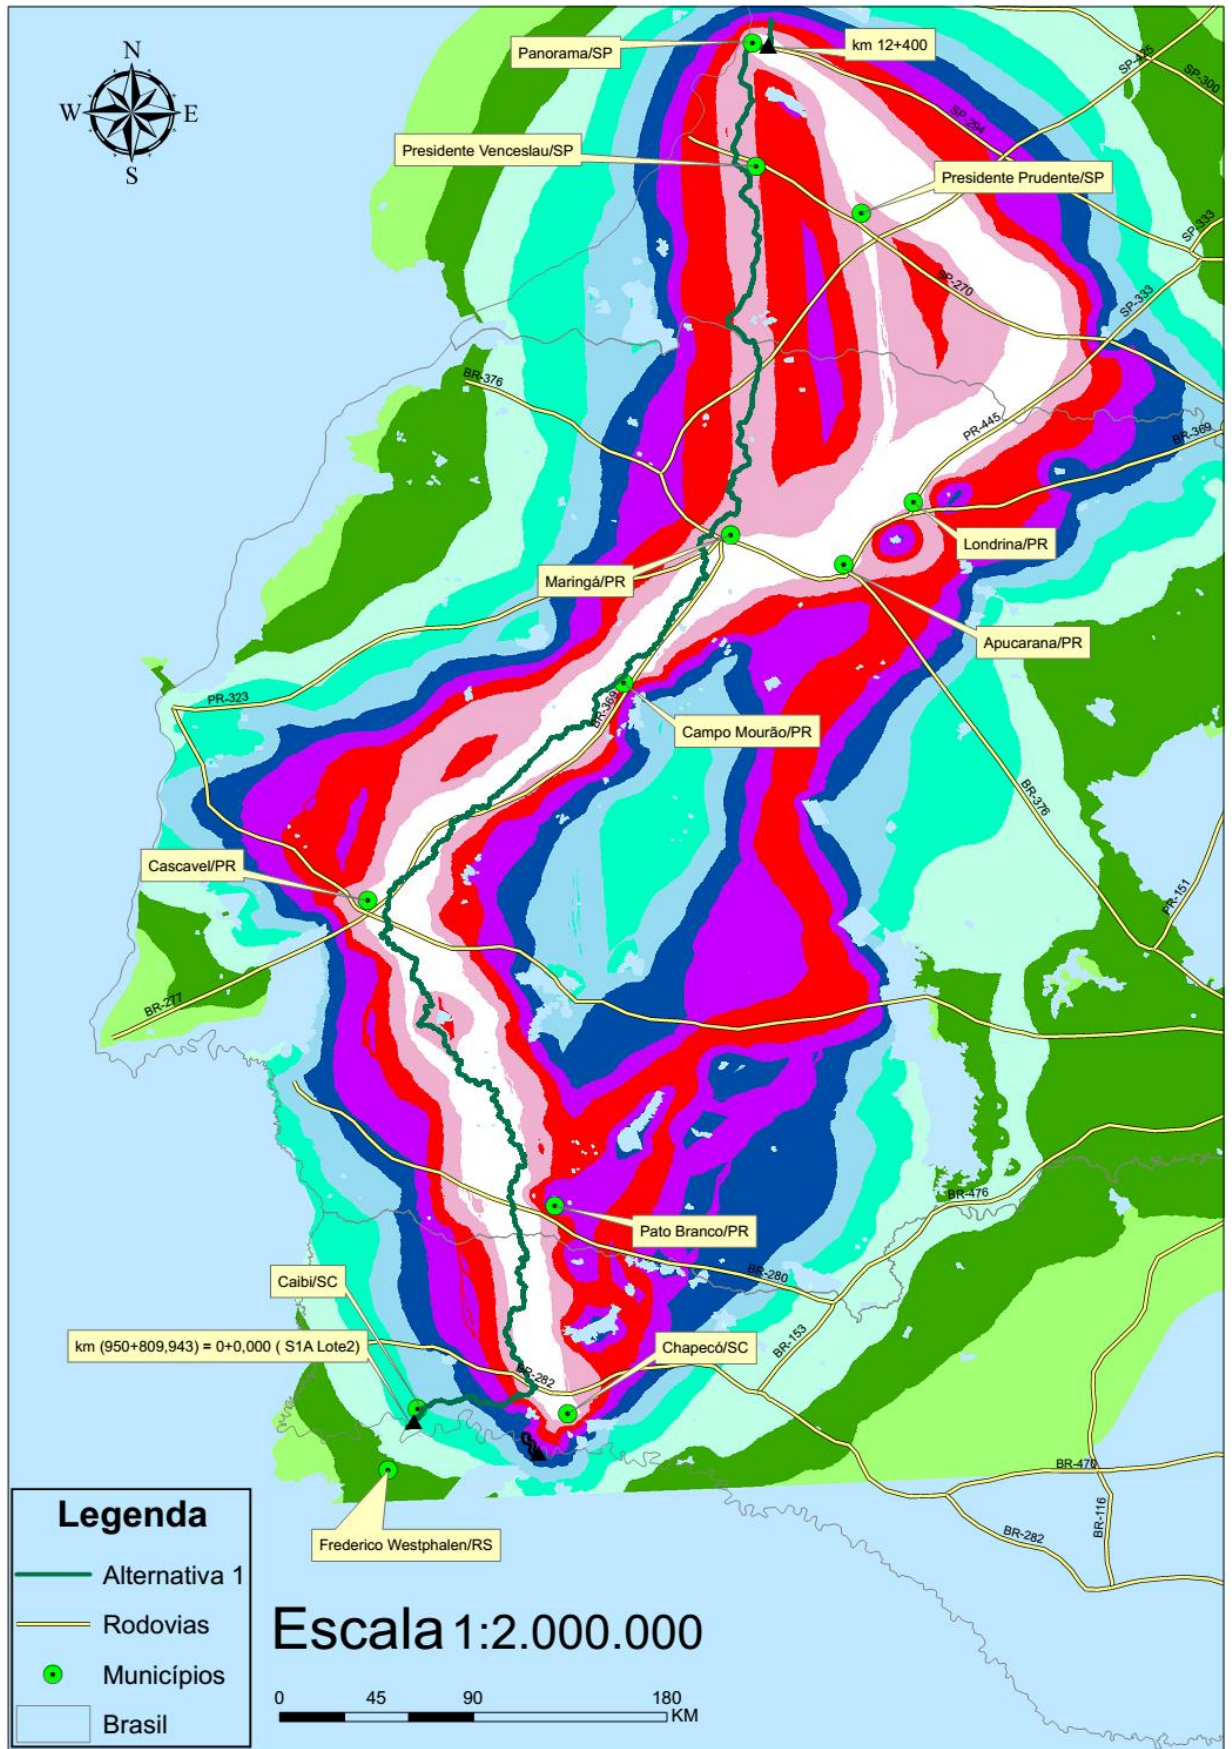 N
W
E
S
Panorama/SP
km 12+400
SP-425
SP-300
SP-294
Presidente Venceslau/SP
Presidente Prudente/SP
SP-333
SP-270
SP-333
BR-376
PR-445
BR-369
Londrina/PR
Maringá/PR
Apucarana/PR
PR-323
BR-369
Campo Mourão/PR
BR-376
Cascavel/PR
PR-151
BR-277
BR-476
Pato Branco/PR
Caibi/SC
BR-280
km (950+809,943) = 0+0,000 ( S1A Lote2)
Chapecó/SC
BR-153
BR-282
BR-470
BR-116
BR-282
Frederico Westphalen/RS
Legenda
Alternativa 1
Rodovias
Municípios
Brasil
Escala 1:2.000.000
0 45 90 180
KM